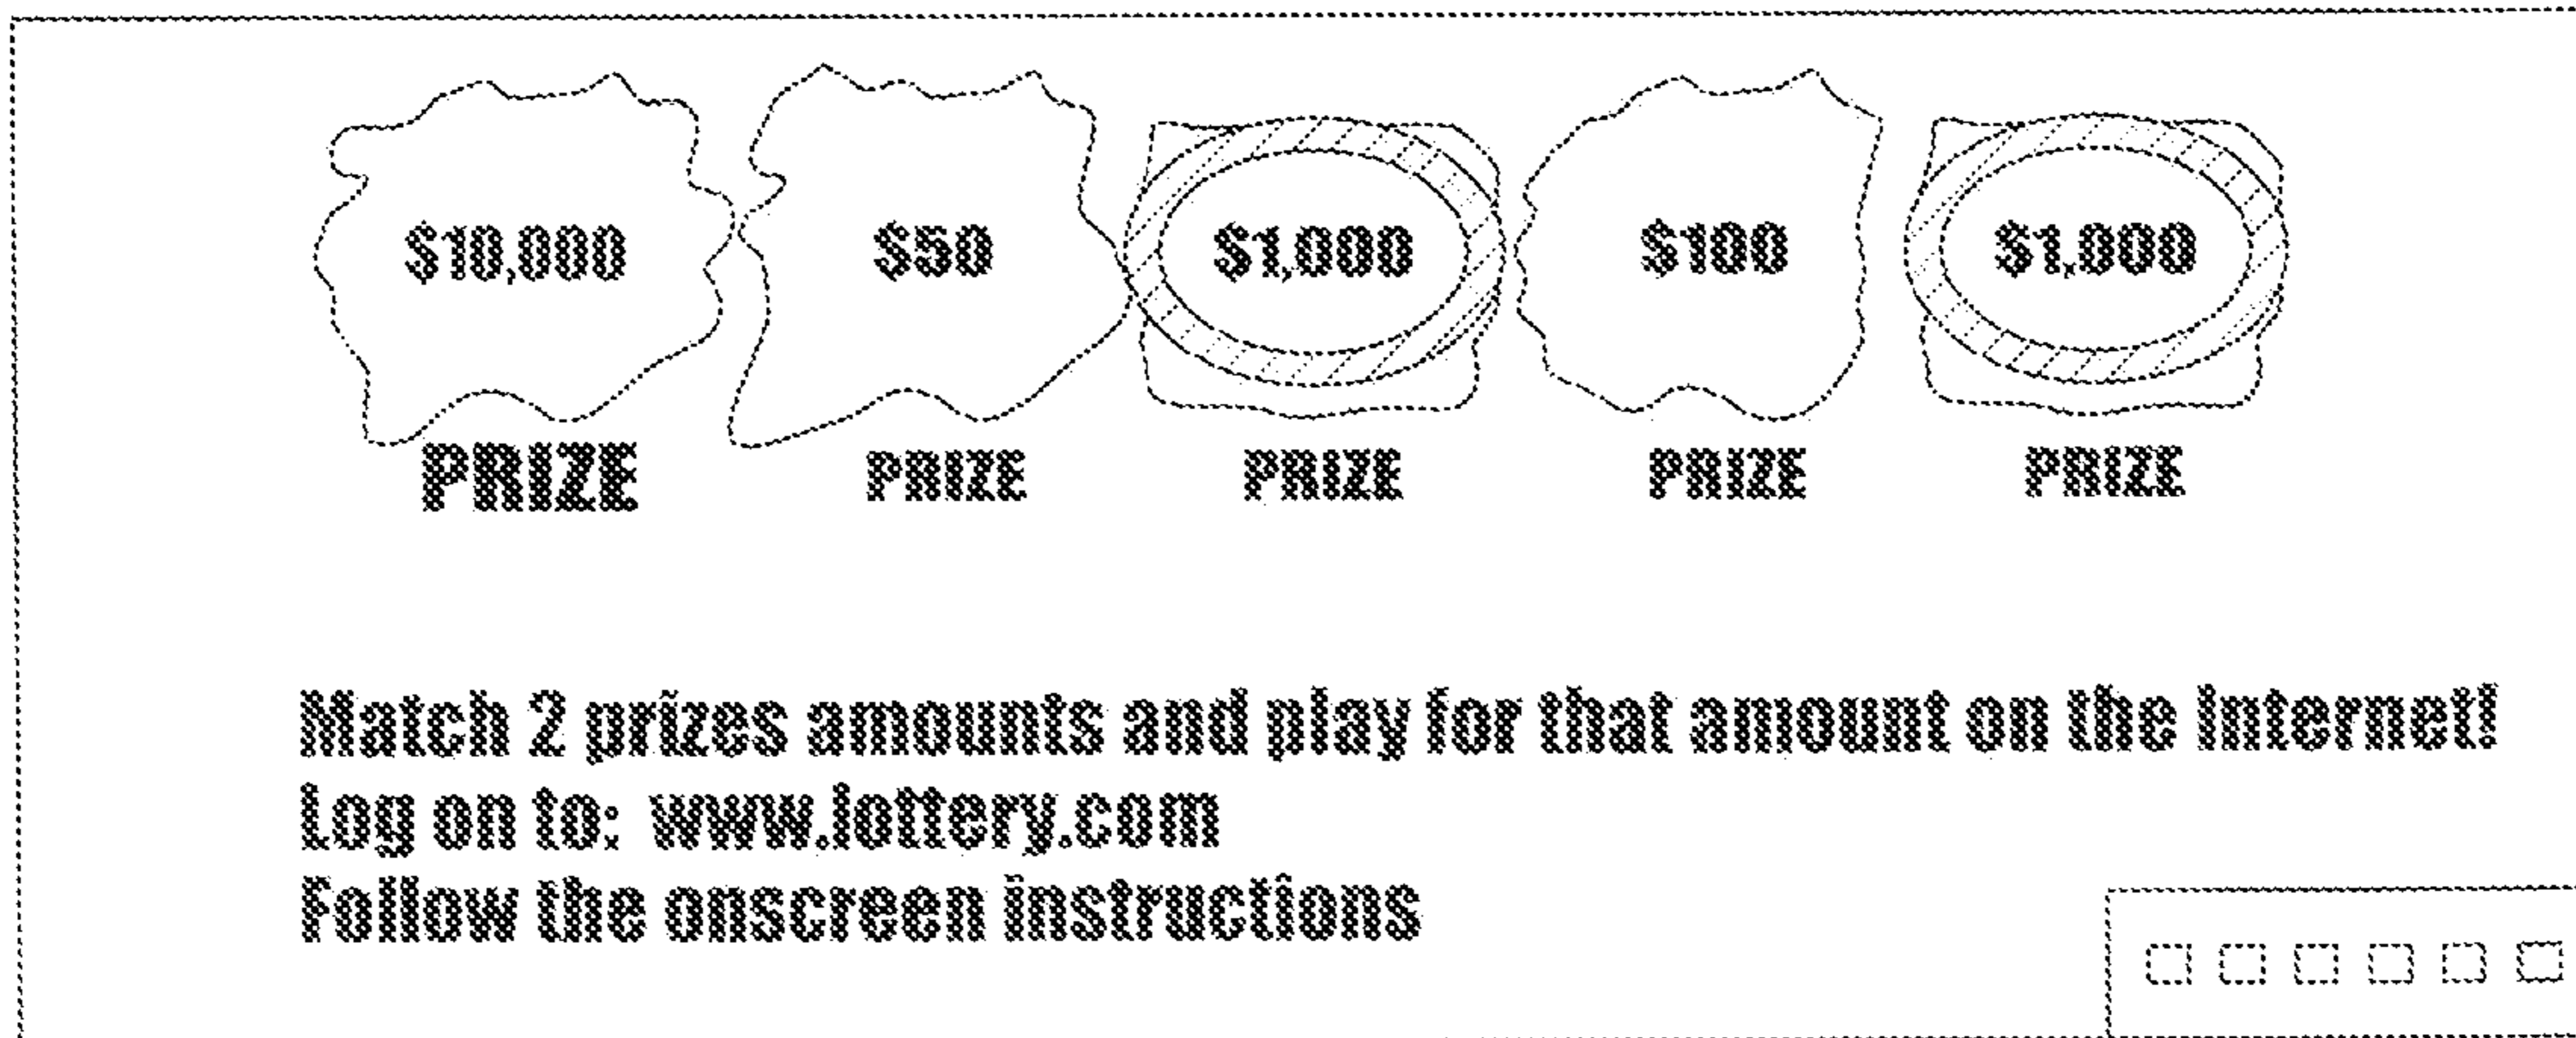 $10,000 $50 $1,000 $100 $1,000
PRIZE PRIZE PRIZE PRIZE PRIZE
Match 2 prizes amounts and play for that amount on the internet!
Log on to: www.lottery.com
Follow the onscreen instructions